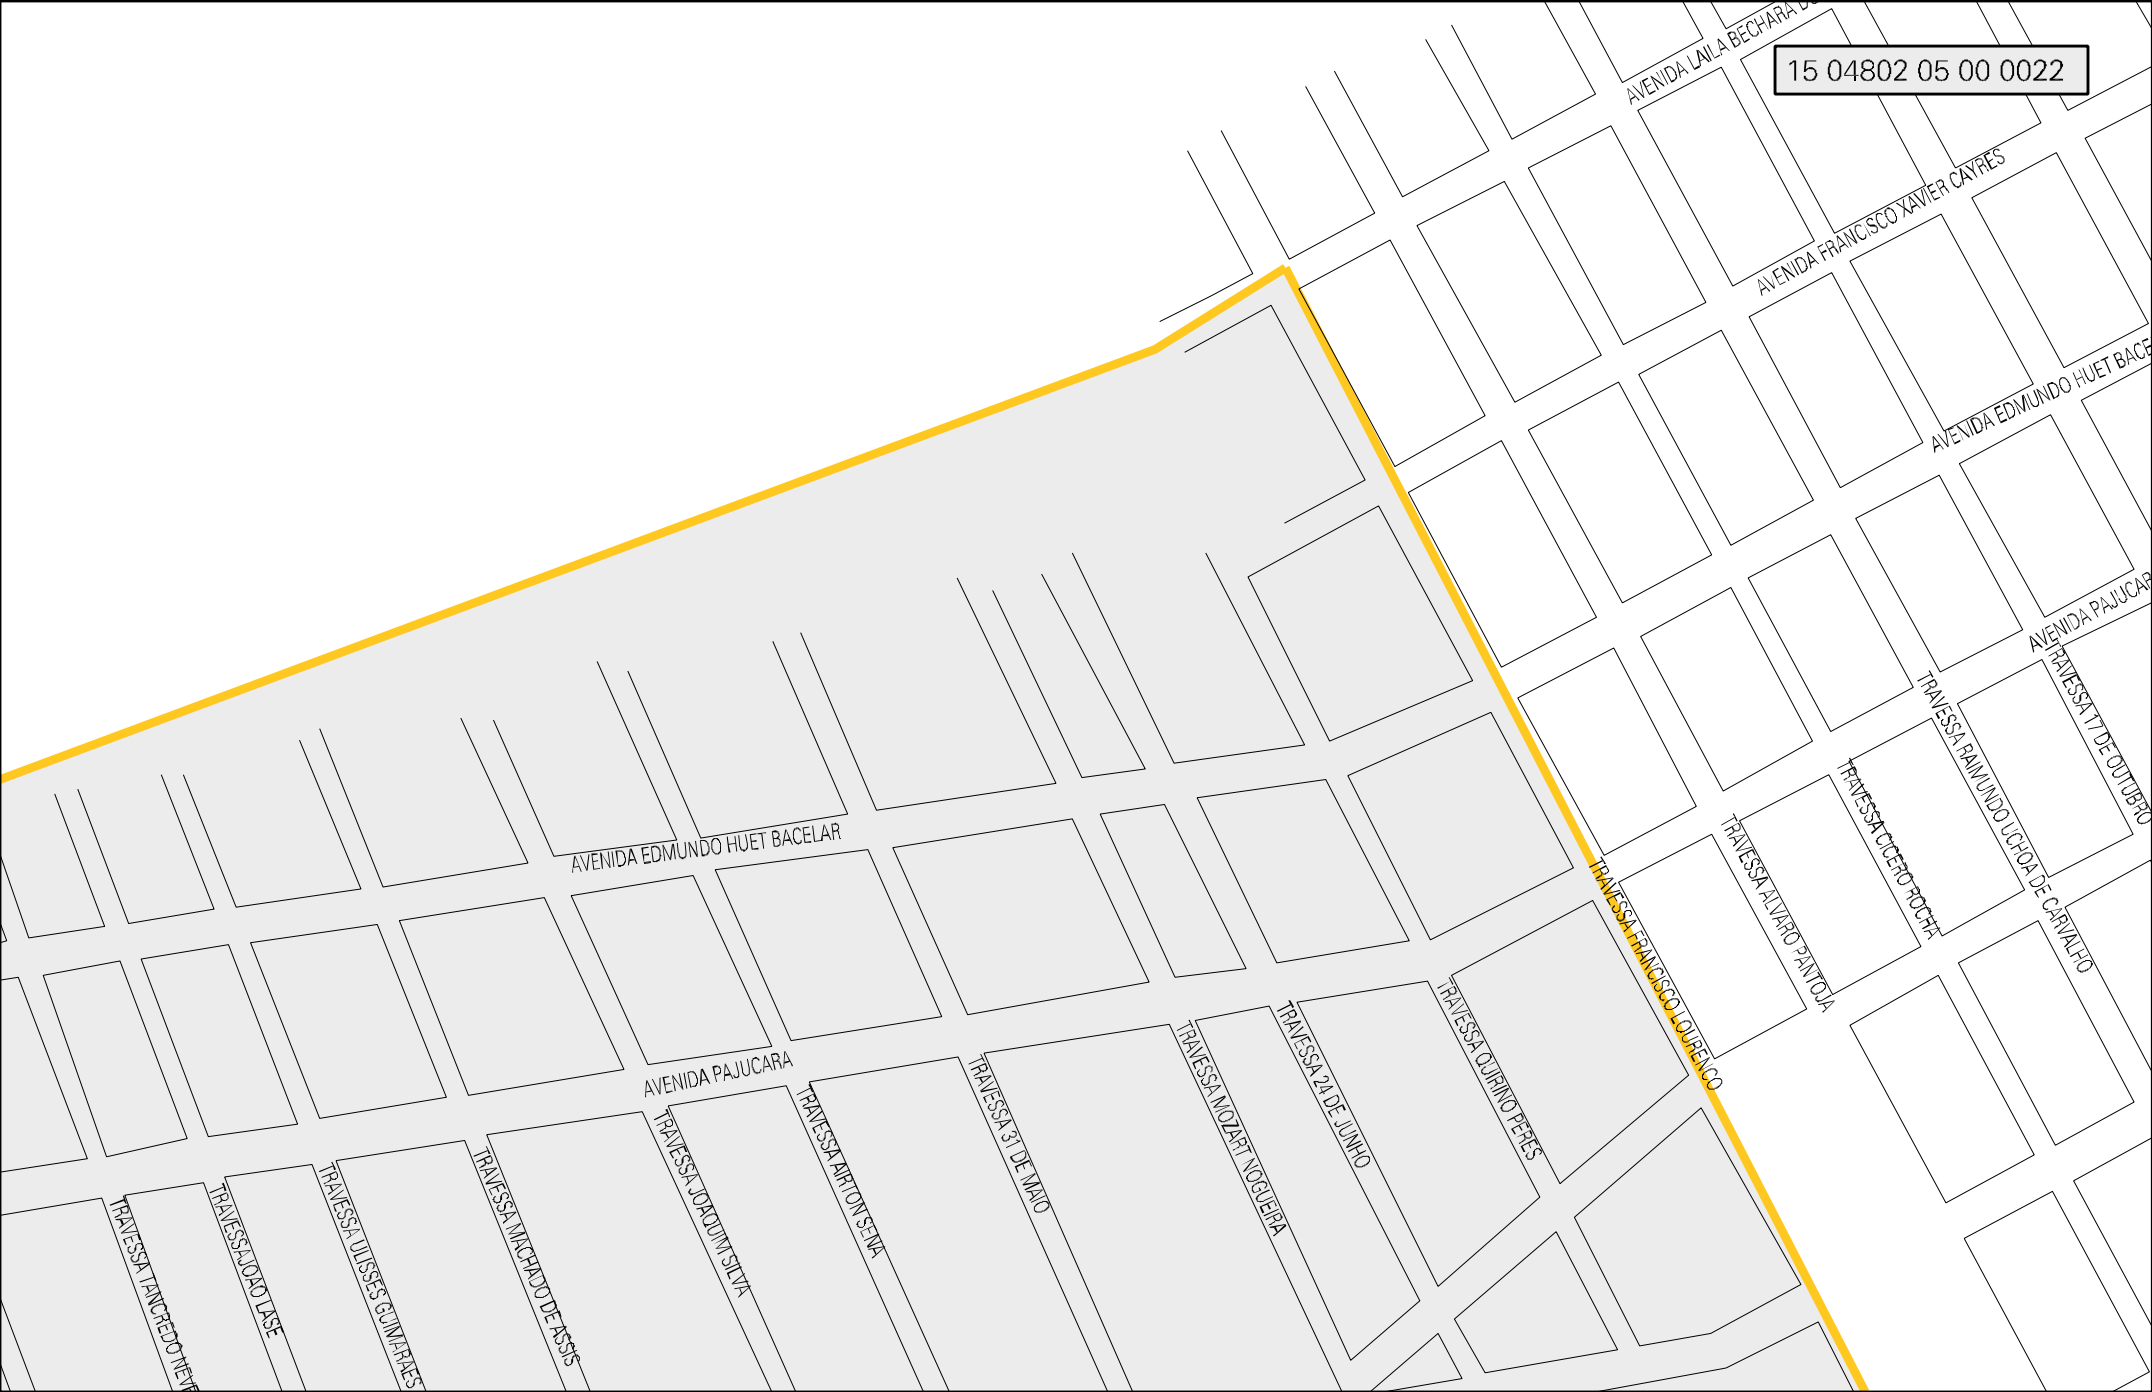 AVENIDA LAILA BECHARA
15 04802 05 00 0022
AVENIDA FRANCISCO XAVIER CAYRES
AVENIDA EDMUNDO HUET BACE
AVENIDA PAJUCAR
TRAVESSA 17 DE OUTUBRO
TRAVESSA RAIMUNDO UCHOA DE CARVALHO
TRAVESSA CICERO ROCHA
TRAVESSA ALVARO PANTOJA
TRAVESSA FRANCISCO LOURENCO
AVENIDA EDMUNDO HUET BACELAR
AVENIDA PAJUCARA
TRAVESSA QUIRINO PERES
TRAVESSA 24 DE JUNHO
TRAVESSA MOZART NOGUEIRA
TRAVESSA 31 DE MAIO
TRAVESSA AIRTON SENA
TRAVESSA JOAQUIM SILVA
TRAVESSA MACHADO DE ASSIS
TRAVESSA ULISSES GUIMARAES
TRAVESSA JOAO LASE
TRAVESSA TANCREDO NEVE